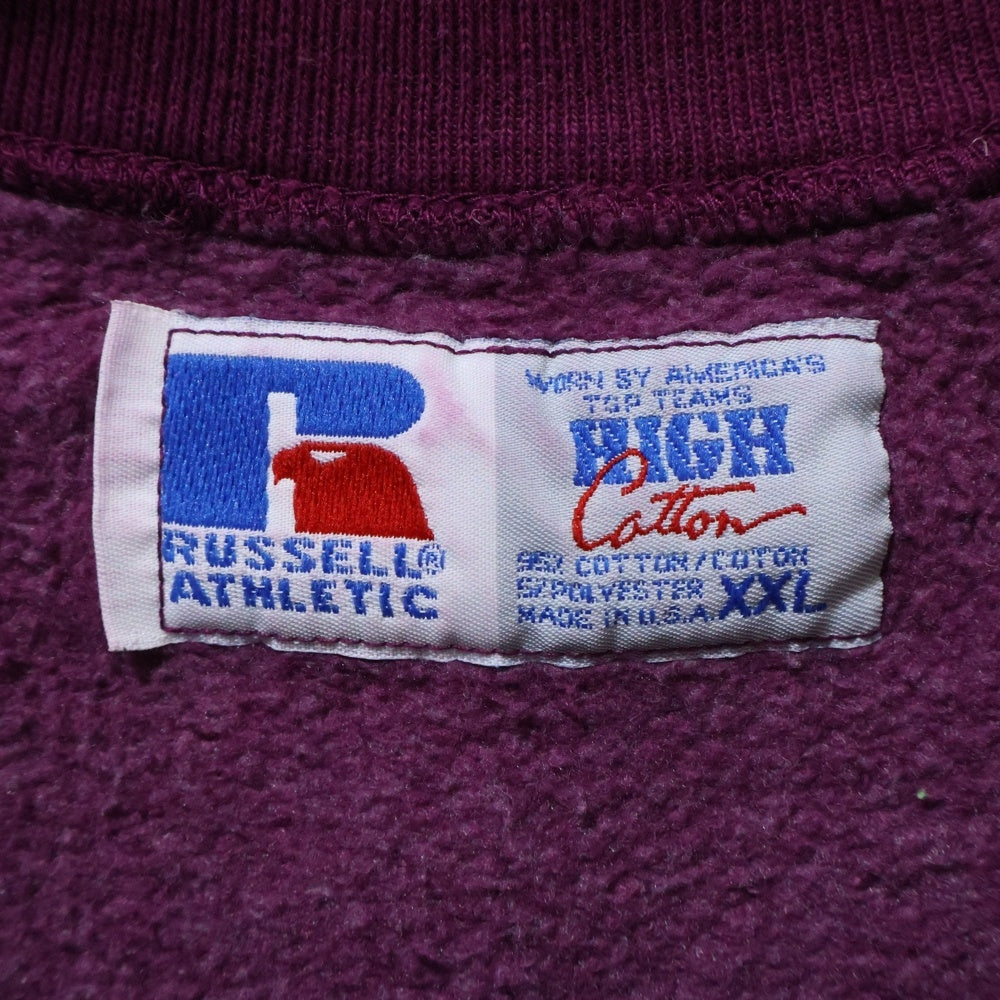 R
RUSSELL®
ATHLETIC
WORN BY AMERICA'S
TOP TEAMS
HIGH
Cotton
95% COTTON/COTON
5% POLYESTER
MADE IN U.S.A. XXL